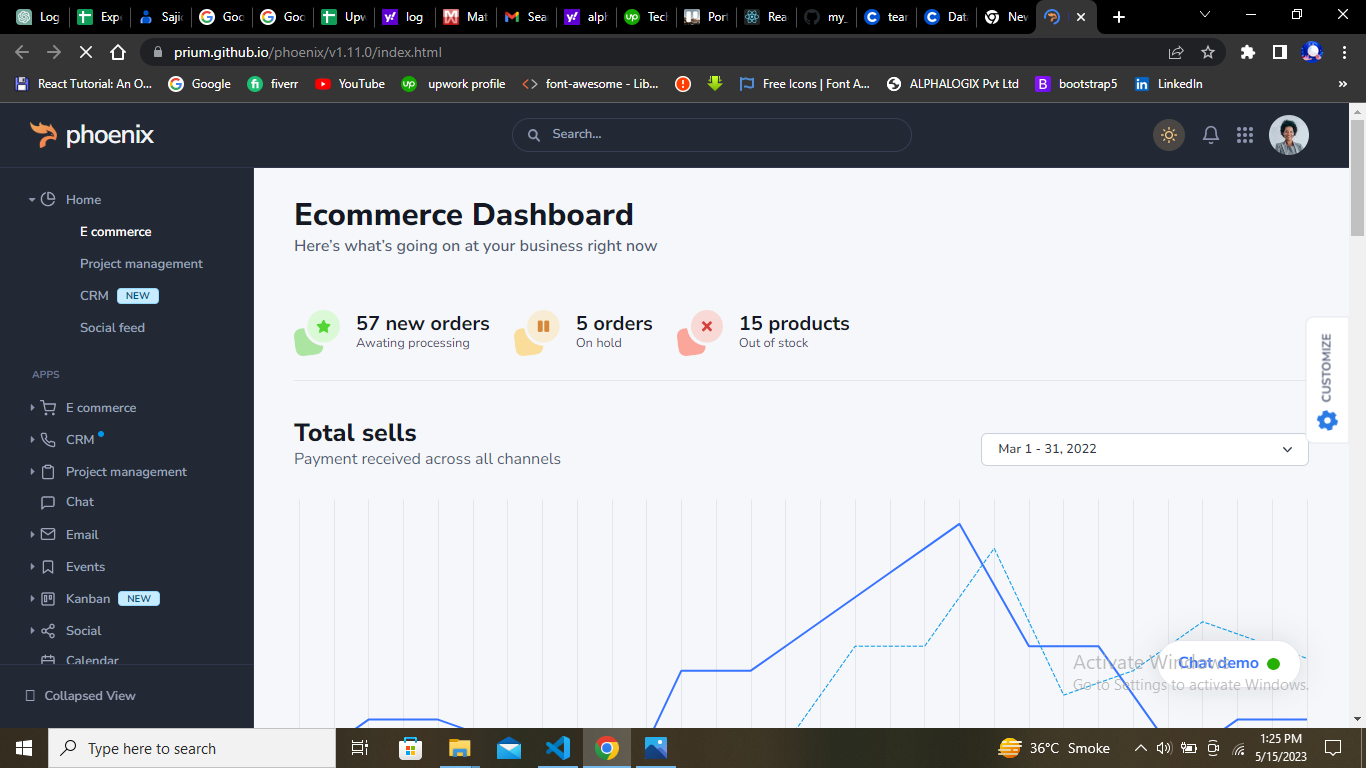 Log
Exp
Sajid
Goo
Goo
Upw
log
Mat
Sea
alph
Tech
Port
Rea
my_
tear
Data
New
prium.github.io/phoenix/v1.11.0/index.html
React Tutorial: An O...
Google
fiverr
YouTube
upwork profile
font-awesome - Lib...
Free Icons | Font A...
ALPHALOGIX Pvt Ltd
bootstrap5
LinkedIn
»
phoenix
Search...
Home
E commerce
Project management
CRM NEW
Social feed
APPS
E commerce
CRM
Project management
Chat
Email
Events
Kanban NEW
Social
Calendar
Collapsed View
Ecommerce Dashboard
Here's what's going on at your business right now
57 new orders
Awating processing
5 orders
On hold
15 products
Out of stock
CUSTOMIZE
Total sells
Payment received across all channels
Mar 1 - 31, 2022
Chat demo
Activate Windows
Go to Settings to activate Windows.
Type here to search
36°C Smoke
1:25 PM
5/15/2023